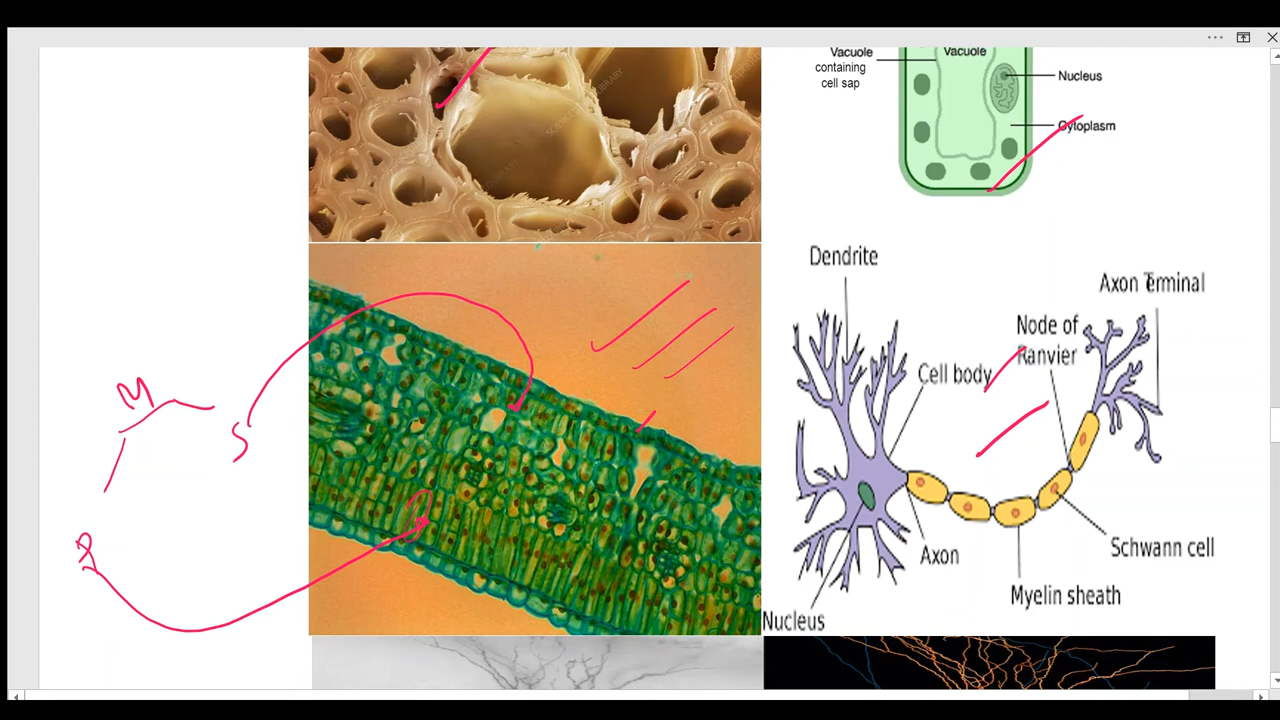 Vacuole
containing
cell sap
Vacuole
Nucleus
Cytoplasm
Dendrite
Axon Terminal
Node of
Ranvier
Cell body
Axon
Schwann cell
Myelin sheath
Nucleus
M
S